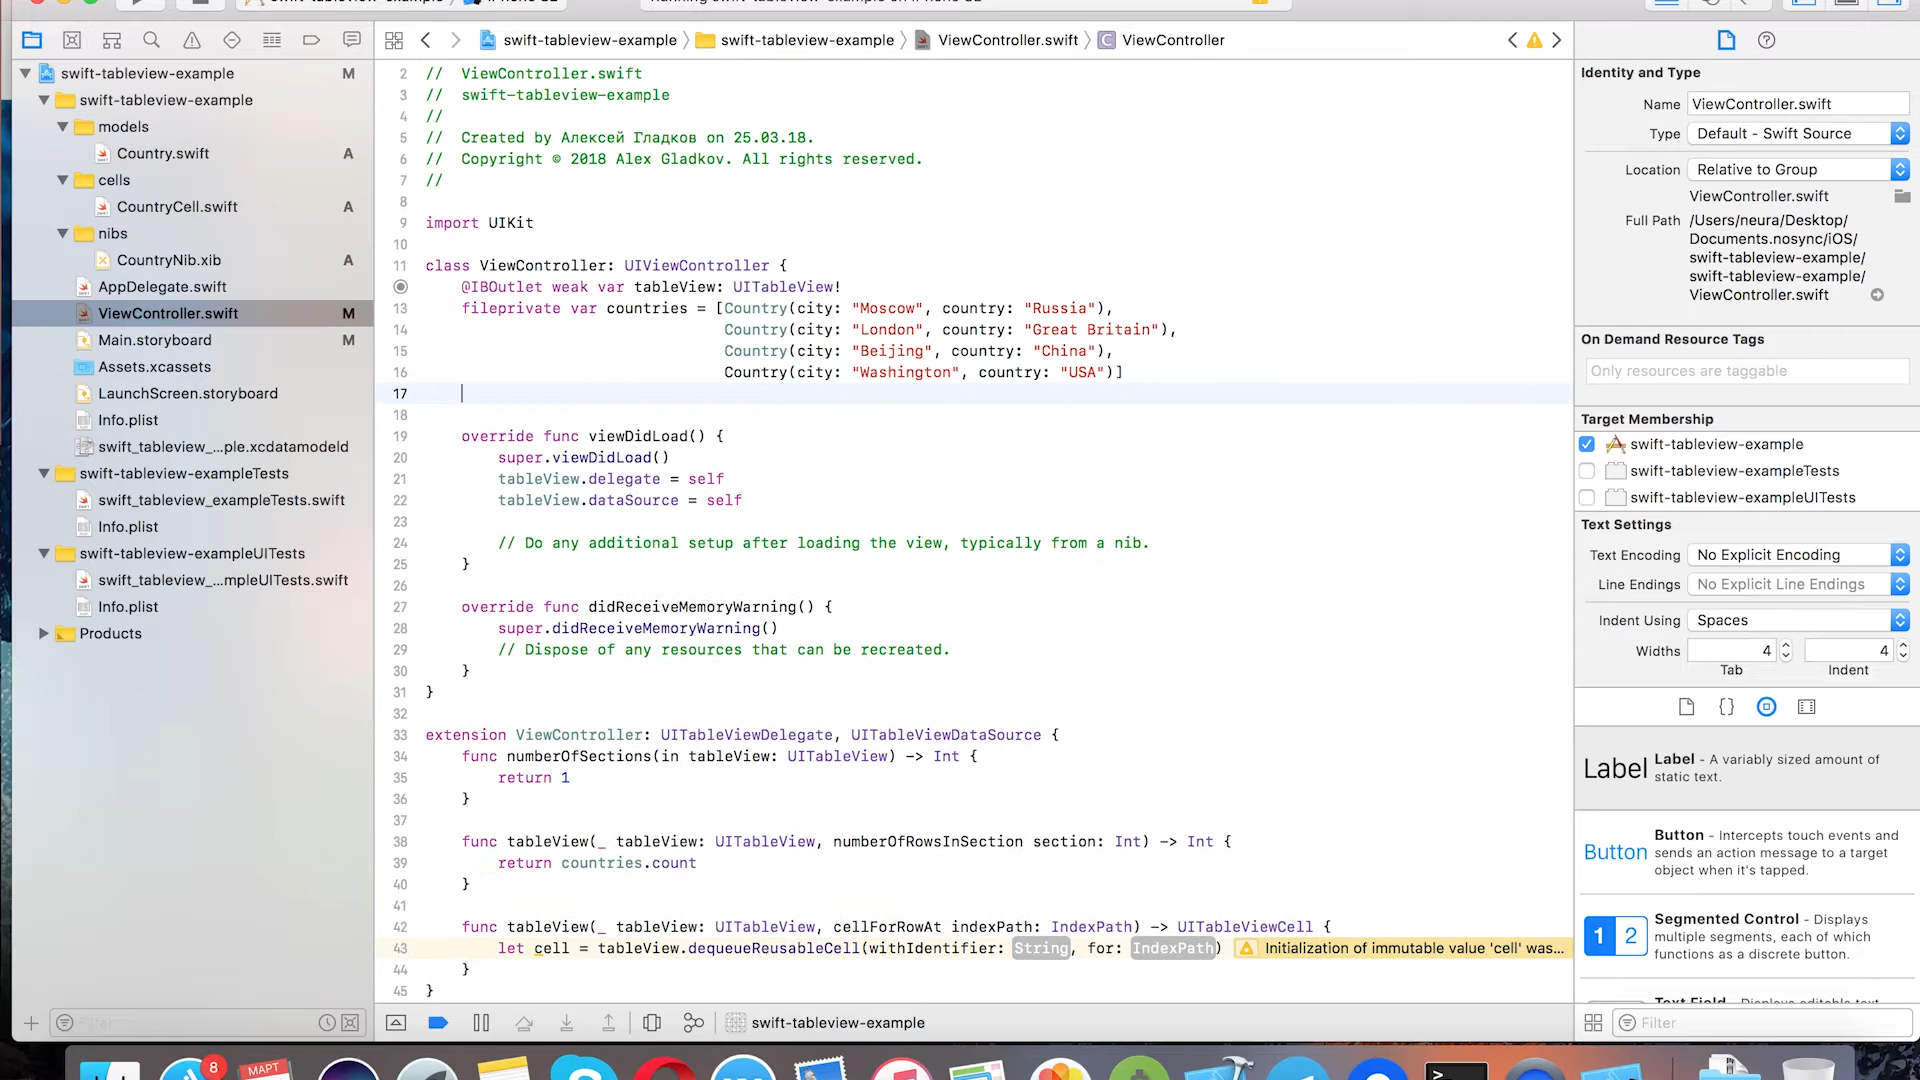 swift-tableview-example
swift-tableview-example
ViewController.swift
ViewController
swift-tableview-example M
swift-tableview-example
models
Country.swift A
cells
CountryCell.swift A
nibs
CountryNib.xib A
AppDelegate.swift
ViewController.swift M
Main.storyboard M
Assets.xcassets
LaunchScreen.storyboard
Info.plist
swift_tableview_...ple.xcdatamodeld
swift-tableview-exampleTests
swift_tableview_exampleTests.swift
Info.plist
swift-tableview-exampleUITests
swift_tableview_...mpleUITests.swift
Info.plist
Products
2 // ViewController.swift
3 // swift-tableview-example
4 //
5 // Created by Алексей Гладков on 25.03.18.
6 // Copyright © 2018 Alex Gladkov. All rights reserved.
7 //
8
9 import UIKit
10
11 class ViewController: UIViewController {
@IBOutlet weak var tableView: UITableView!
13 fileprivate var countries = [Country(city: "Moscow", country: "Russia"),
14 Country(city: "London", country: "Great Britain"),
15 Country(city: "Beijing", country: "China"),
16 Country(city: "Washington", country: "USA")]
17
18
19 override func viewDidLoad() {
20 super.viewDidLoad()
21 tableView.delegate = self
22 tableView.dataSource = self
23
24 // Do any additional setup after loading the view, typically from a nib.
25 }
26
27 override func didReceiveMemoryWarning() {
28 super.didReceiveMemoryWarning()
29 // Dispose of any resources that can be recreated.
30 }
31 }
32
33 extension ViewController: UITableViewDelegate, UITableViewDataSource {
34 func numberOfSections(in tableView: UITableView) -> Int {
35 return 1
36 }
37
38 func tableView(_ tableView: UITableView, numberOfRowsInSection section: Int) -> Int {
39 return countries.count
40 }
41
42 func tableView(_ tableView: UITableView, cellForRowAt indexPath: IndexPath) -> UITableViewCell {
43 let cell = tableView.dequeueReusableCell(withIdentifier: String, for: IndexPath) Initialization of immutable value 'cell' was...
44 }
45 }
swift-tableview-example
Identity and Type
Name ViewController.swift
Type Default - Swift Source
Location Relative to Group
ViewController.swift
Full Path /Users/neura/Desktop/
Documents.nosync/iOS/
swift-tableview-example/
swift-tableview-example/
ViewController.swift
On Demand Resource Tags
Only resources are taggable
Target Membership
swift-tableview-example
swift-tableview-exampleTests
swift-tableview-exampleUITests
Text Settings
Text Encoding No Explicit Encoding
Line Endings No Explicit Line Endings
Indent Using Spaces
Widths 4 4
Tab Indent
Label
Label - A variably sized amount of
static text.
Button
Button - Intercepts touch events and
sends an action message to a target
object when it's tapped.
1 2
Segmented Control - Displays
multiple segments, each of which
functions as a discrete button.
Filter
8
МАРТ